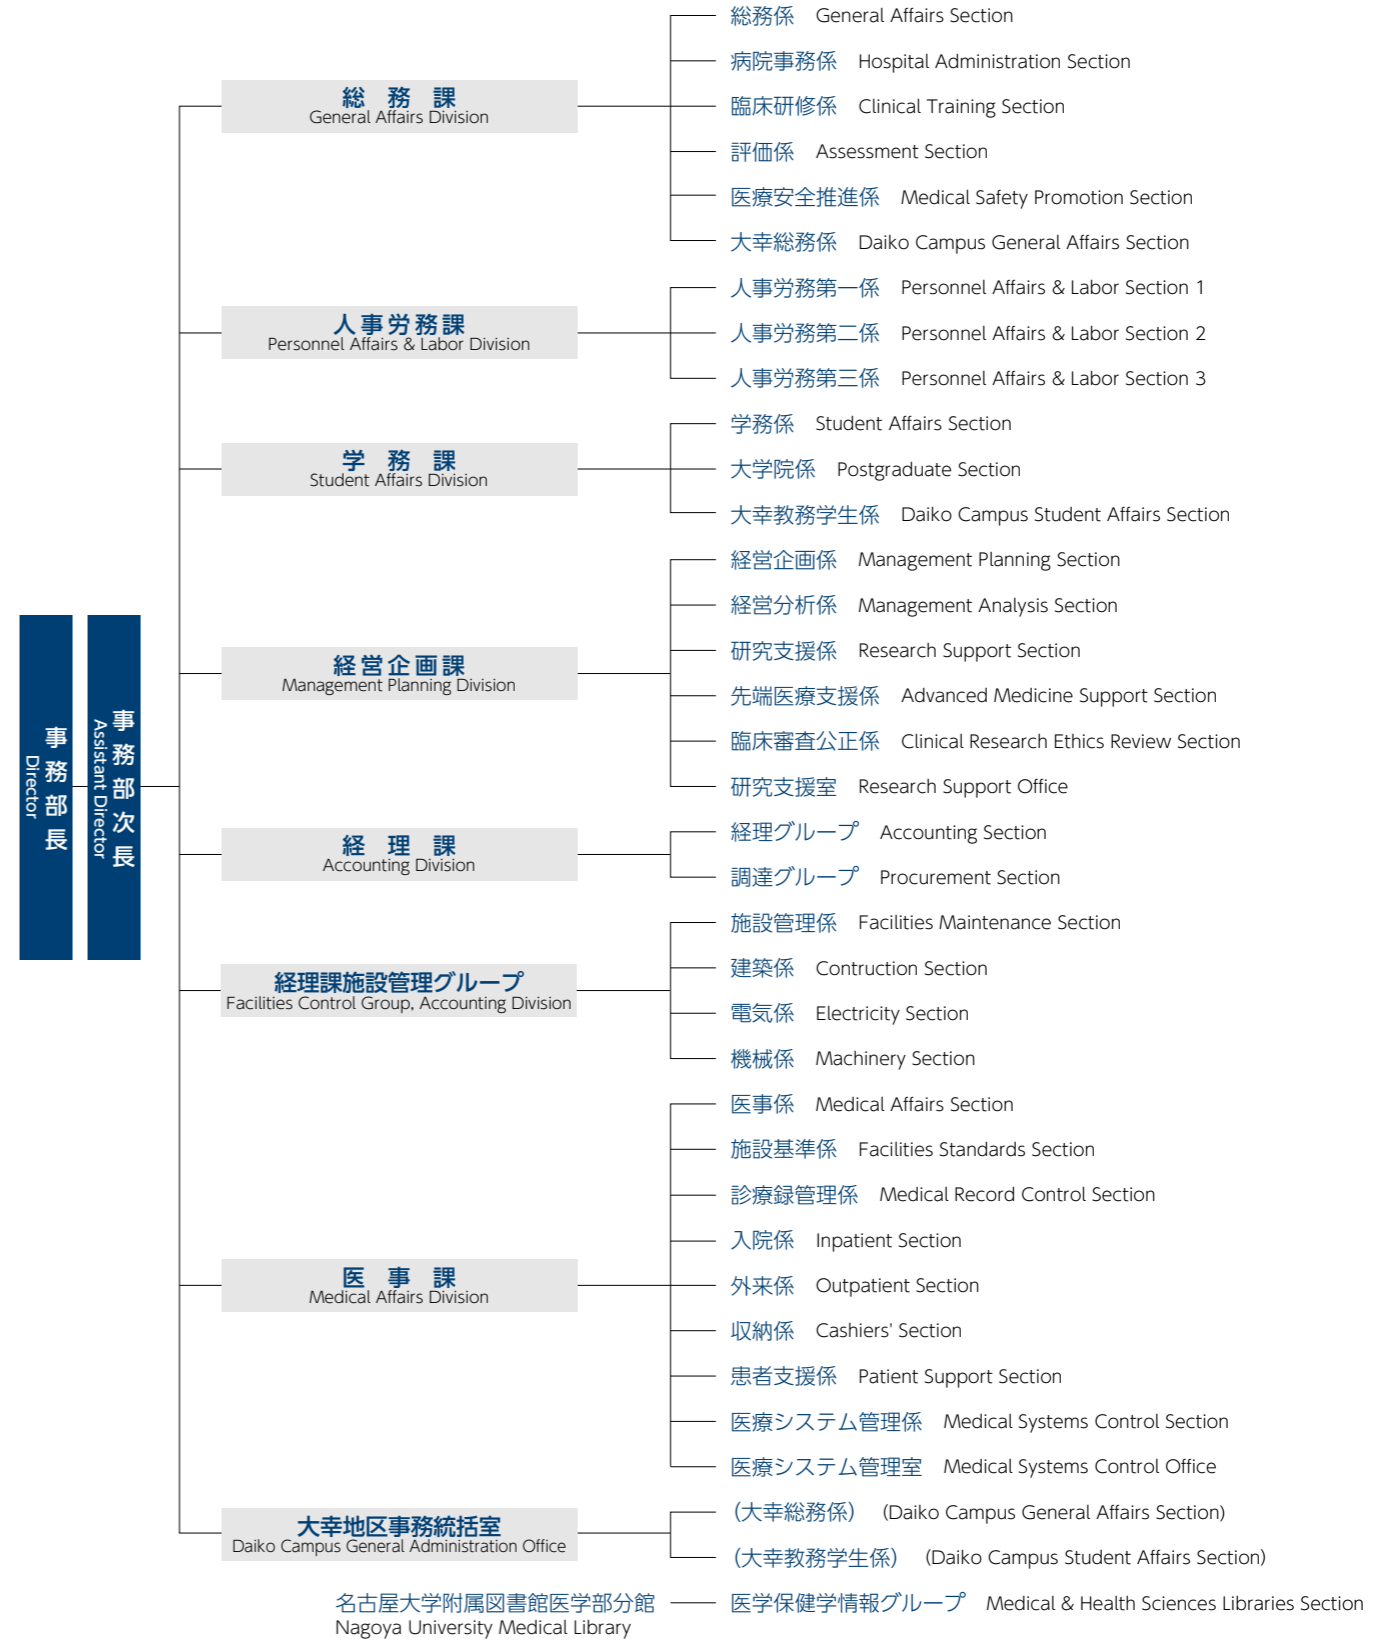 事務部長
Director
事務部次長
Assistant Director
総務課
General Affairs Division
総務係 General Affairs Section
病院事務係 Hospital Administration Section
臨床研修係 Clinical Training Section
評価係 Assessment Section
医療安全推進係 Medical Safety Promotion Section
大幸総務係 Daiko Campus General Affairs Section
人事労務課
Personnel Affairs & Labor Division
人事労務第一係 Personnel Affairs & Labor Section 1
人事労務第二係 Personnel Affairs & Labor Section 2
人事労務第三係 Personnel Affairs & Labor Section 3
学務課
Student Affairs Division
学務係 Student Affairs Section
大学院係 Postgraduate Section
大幸教務学生係 Daiko Campus Student Affairs Section
経営企画課
Management Planning Division
経営企画係 Management Planning Section
経営分析係 Management Analysis Section
研究支援係 Research Support Section
先端医療支援係 Advanced Medicine Support Section
臨床審査公正係 Clinical Research Ethics Review Section
研究支援室 Research Support Office
経理課
Accounting Division
経理グループ Accounting Section
調達グループ Procurement Section
経理課施設管理グループ
Facilities Control Group, Accounting Division
施設管理係 Facilities Maintenance Section
建築係 Contruction Section
電気係 Electricity Section
機械係 Machinery Section
医事課
Medical Affairs Division
医事係 Medical Affairs Section
施設基準係 Facilities Standards Section
診療録管理係 Medical Record Control Section
入院係 Inpatient Section
外来係 Outpatient Section
収納係 Cashiers' Section
患者支援係 Patient Support Section
医療システム管理係 Medical Systems Control Section
医療システム管理室 Medical Systems Control Office
大幸地区事務統括室
Daiko Campus General Administration Office
（大幸総務係） (Daiko Campus General Affairs Section)
（大幸教務学生係） (Daiko Campus Student Affairs Section)
名古屋大学附属図書館医学部分館
Nagoya University Medical Library
医学保健学情報グループ Medical & Health Sciences Libraries Section